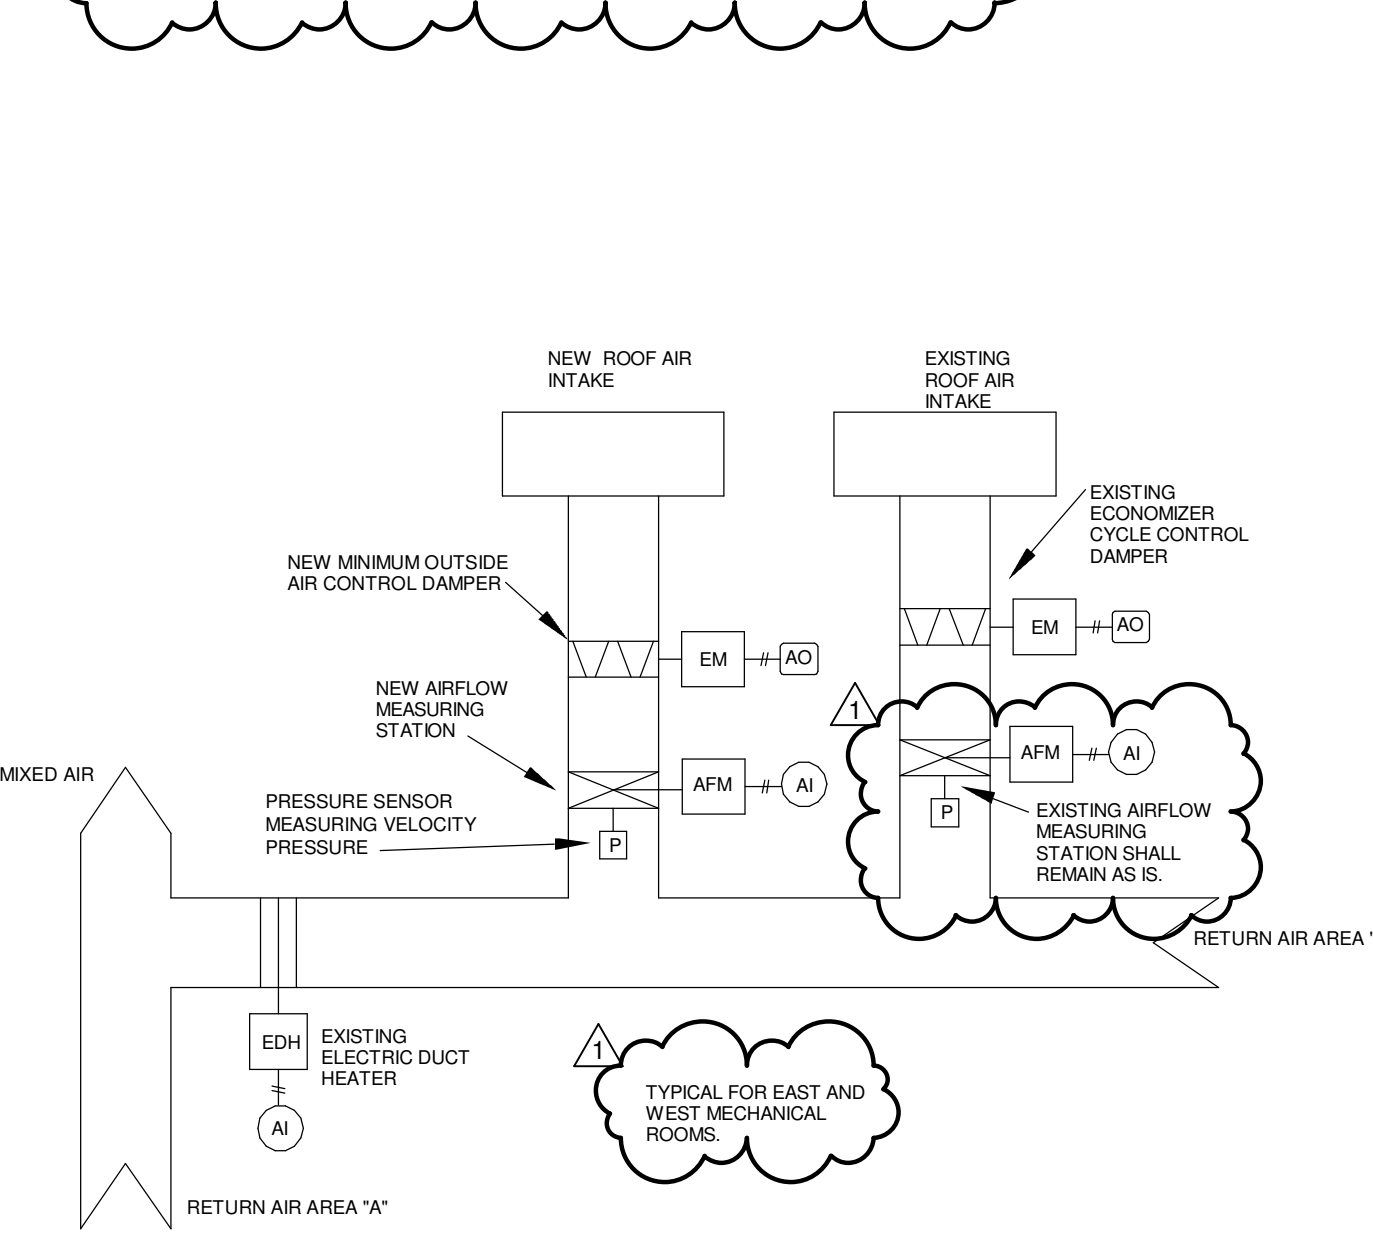 NEW ROOF AIR
INTAKE
EXISTING
ROOF AIR
INTAKE
EXISTING
ECONOMIZER
CYCLE CONTROL
DAMPER
NEW MINIMUM OUTSIDE
AIR CONTROL DAMPER
EM
AO
EM
AO
NEW AIRFLOW
MEASURING
STATION
1
AFM
AI
AFM
AI
MIXED AIR
PRESSURE SENSOR
MEASURING VELOCITY
PRESSURE
P
P
EXISTING AIRFLOW
MEASURING
STATION SHALL
REMAIN AS IS.
RETURN AIR AREA '
EDH
EXISTING
ELECTRIC DUCT
HEATER
AI
1
TYPICAL FOR EAST AND
WEST MECHANICAL
ROOMS.
RETURN AIR AREA "A"